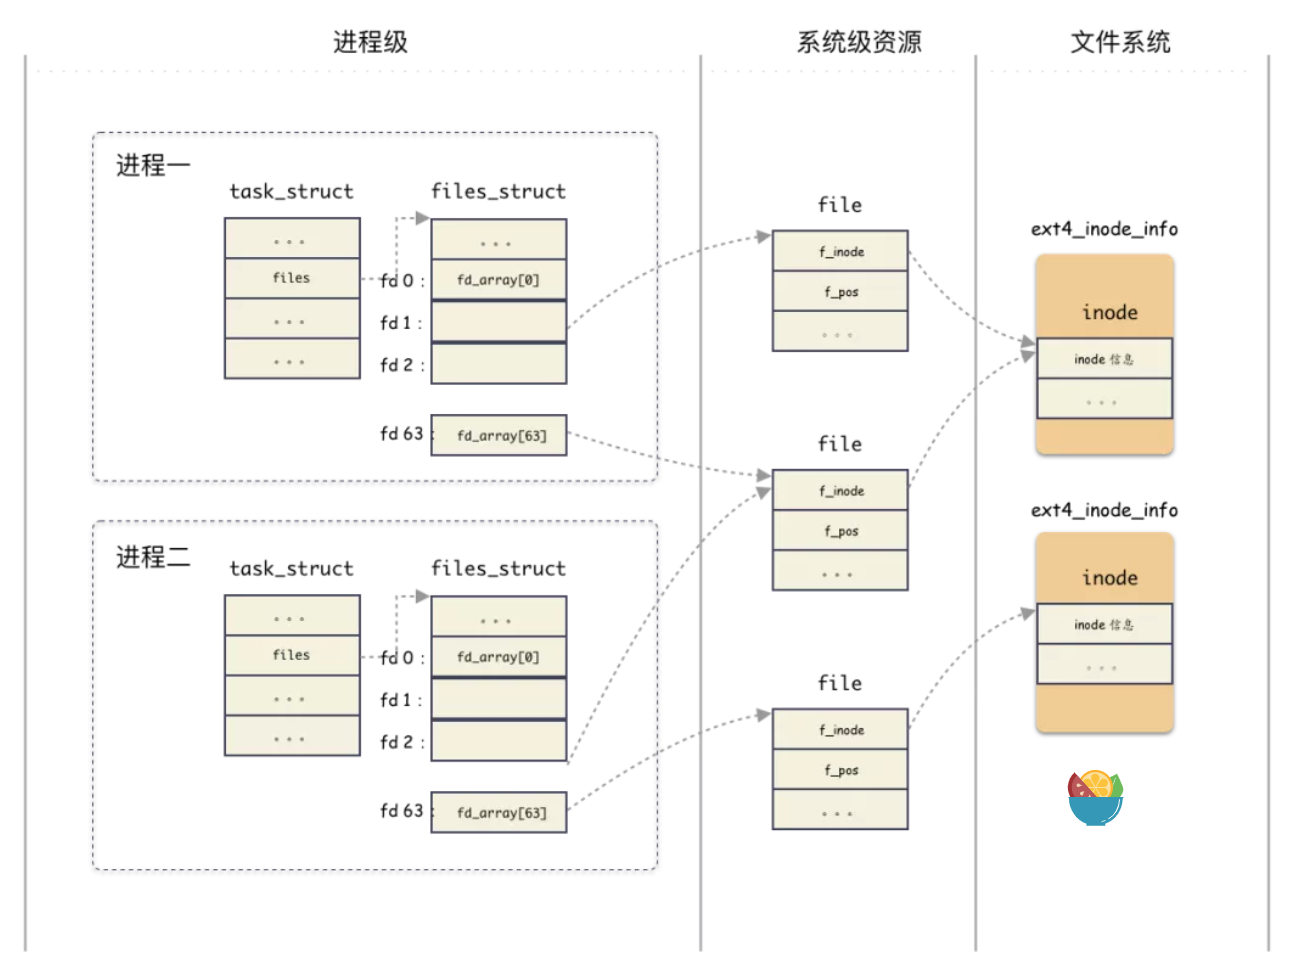 进程级
系统级资源
文件系统
进程一
task_struct
files_struct
...
files
...
...
...
fd 0 :
fd_array[0]
fd 1 :
fd 2 :
fd 63 :
fd_array[63]
进程二
task_struct
files_struct
...
files
...
...
...
fd 0 :
fd_array[0]
fd 1 :
fd 2 :
fd 63 :
fd_array[63]
file
f_inode
f_pos
...
file
f_inode
f_pos
...
file
f_inode
f_pos
...
ext4_inode_info
inode
inode 信息
...
ext4_inode_info
inode
inode 信息
...